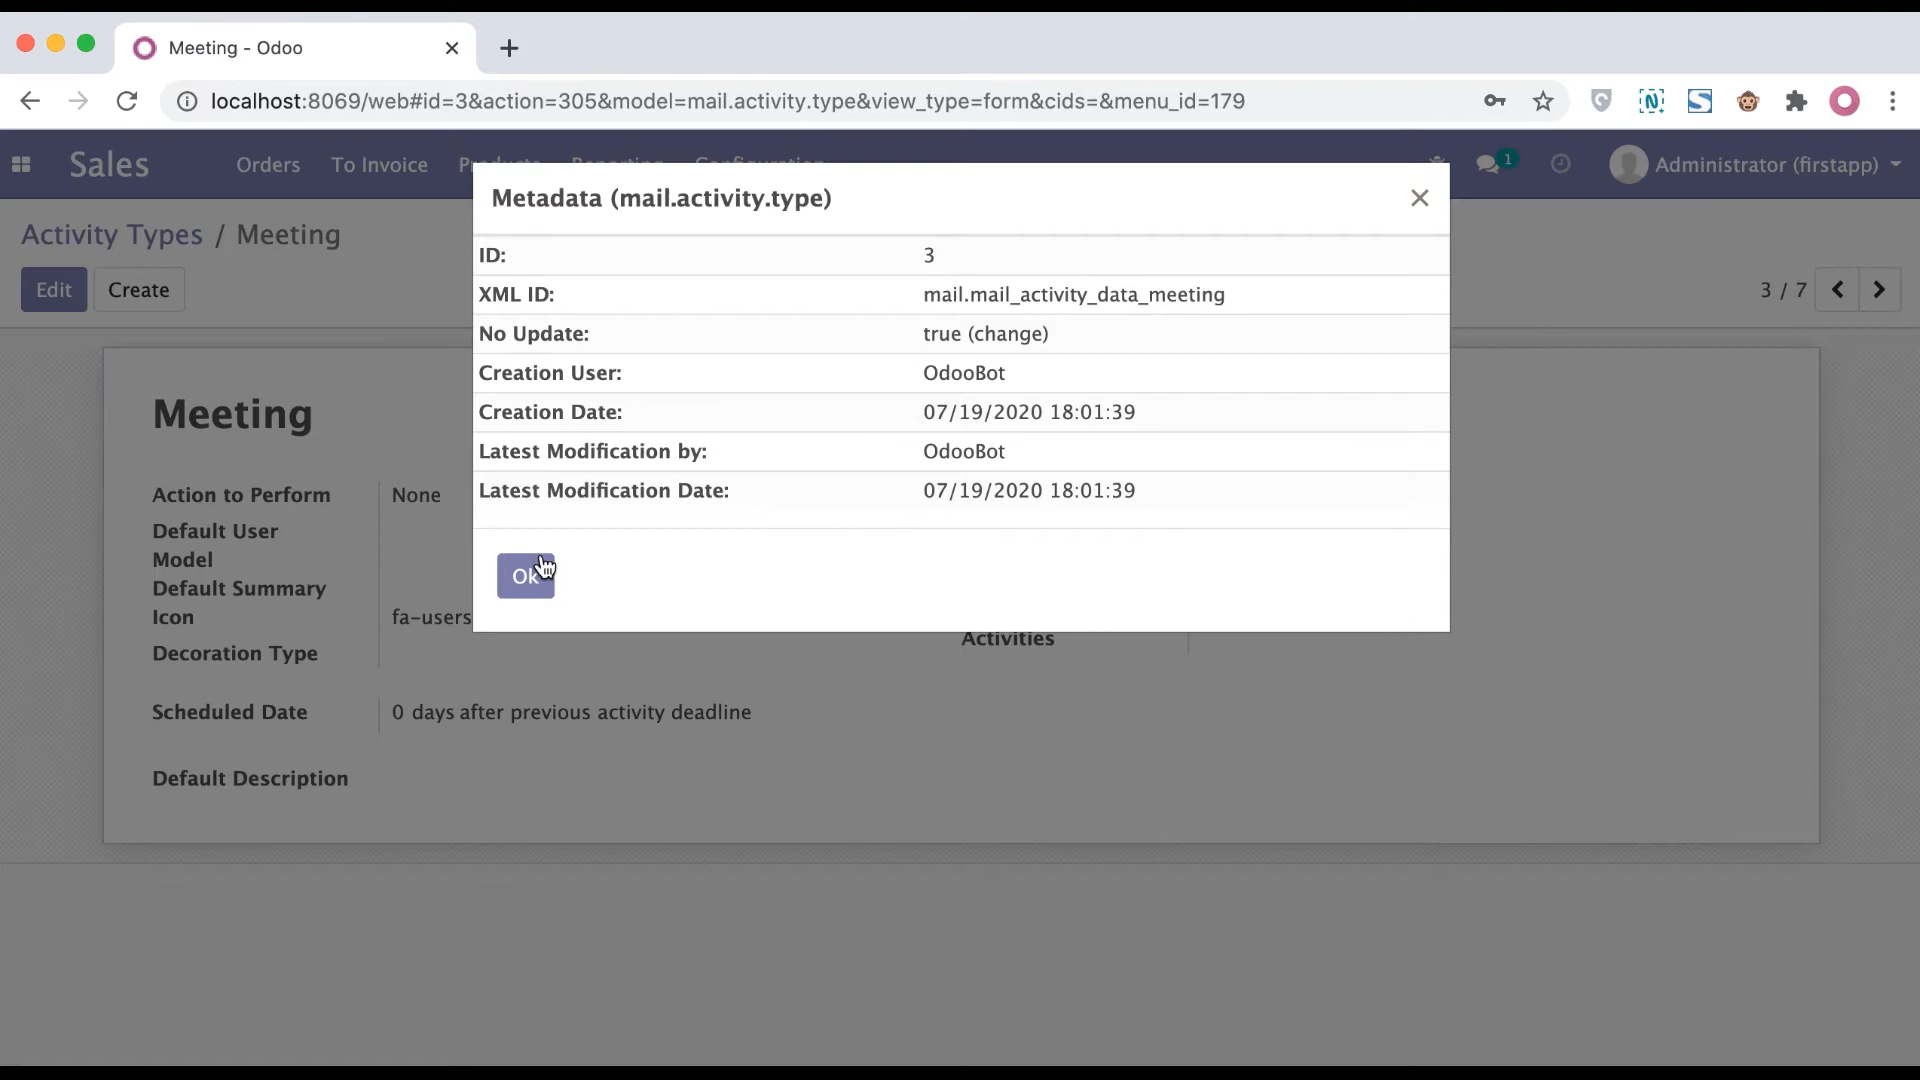 Meeting - Odoo
localhost:8069/web#id=3&action=305&model=mail.activity.type&view_type=form&cids=&menu_id=179
Sales Orders To Invoice Products Reporting Configuration 1 Administrator (firstapp)
Metadata (mail.activity.type)
Activity Types / Meeting
Edit Create
3 / 7
ID: 3
XML ID: mail.mail_activity_data_meeting
No Update: true (change)
Creation User: OdooBot
Creation Date: 07/19/2020 18:01:39
Latest Modification by: OdooBot
Latest Modification Date: 07/19/2020 18:01:39
Ok
Meeting
Action to Perform None
Default User
Model
Default Summary
Icon fa-users
Decoration Type
Activities
Scheduled Date 0 days after previous activity deadline
Default Description